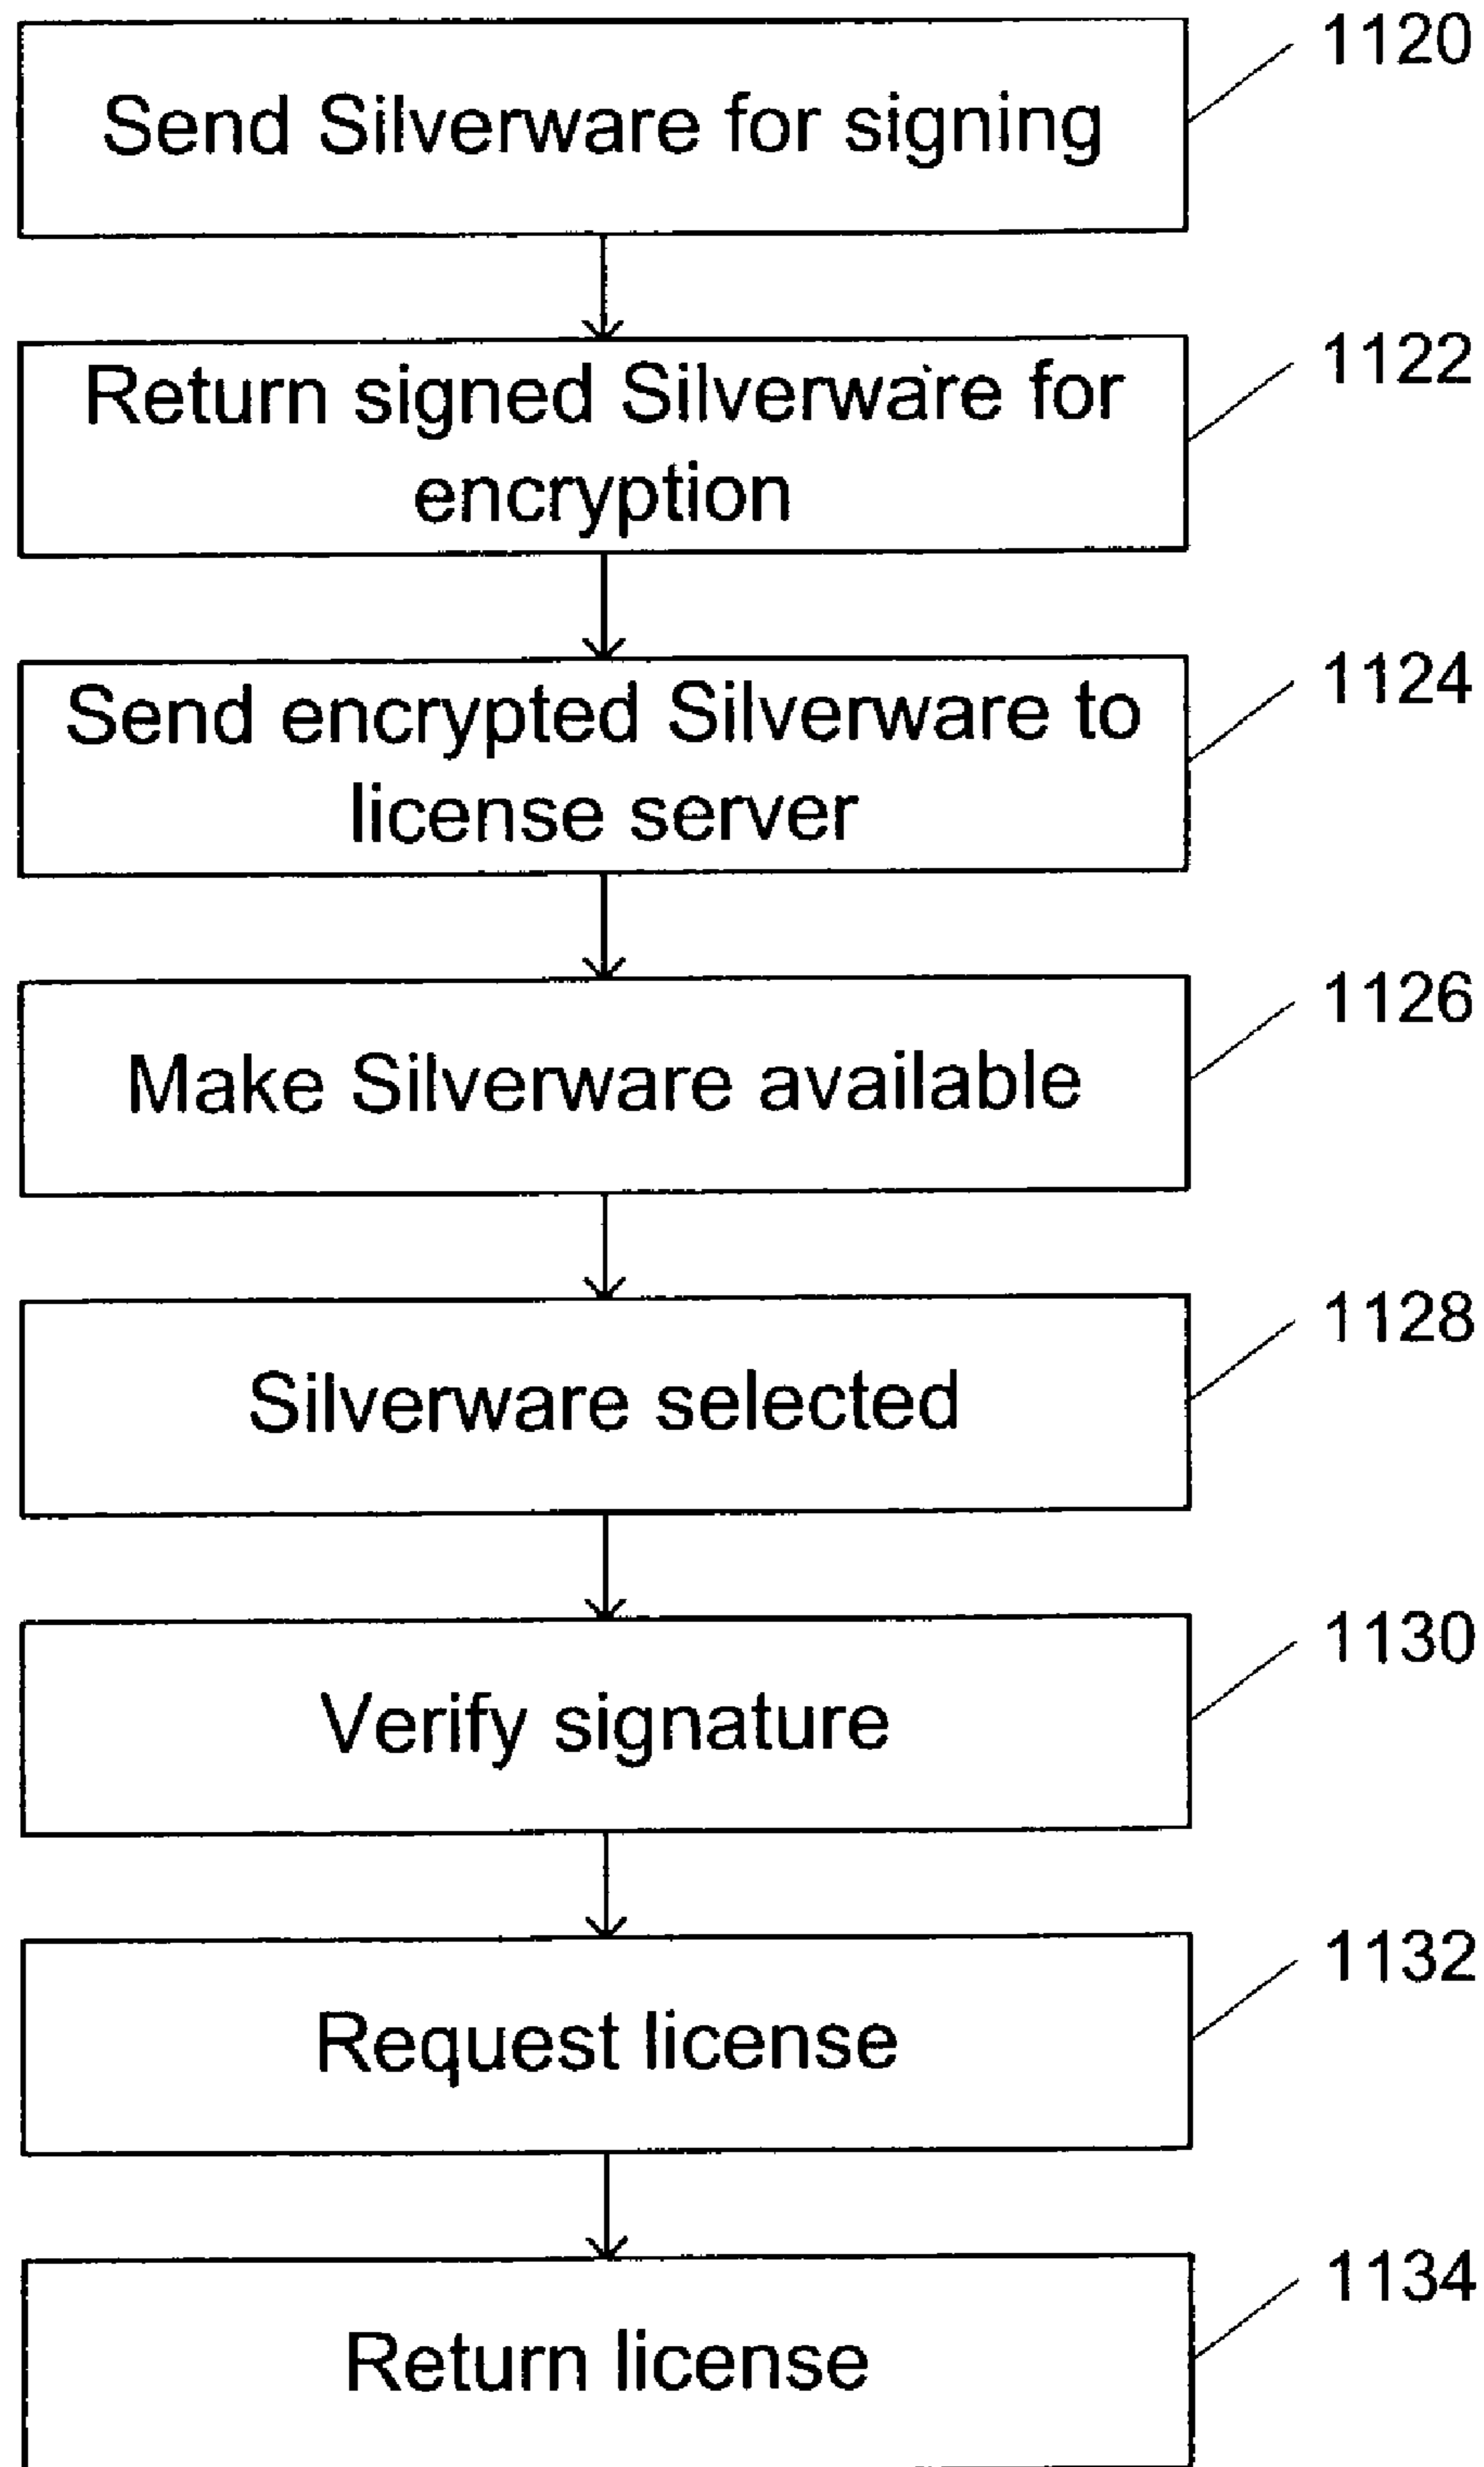 1120
Send Silverware for signing
1122
Return signed Silverware for
encryption
1124
Send encrypted Silverware to
license server
1126
Make Silverware available
1128
Silverware selected
1130
Verify signature
1132
Request license
1134
Return license